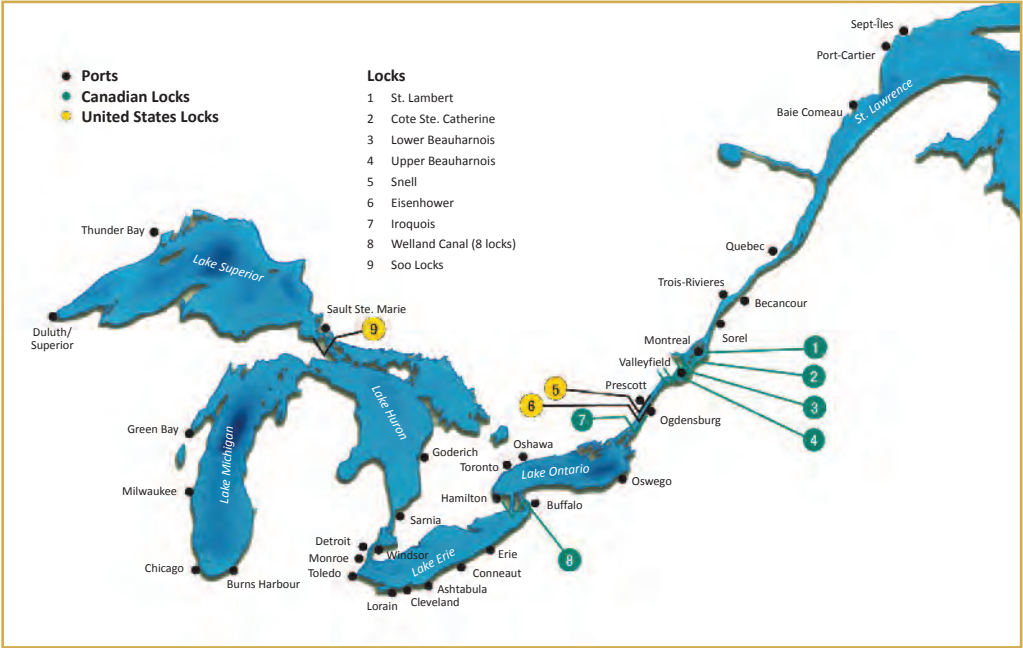 Ports
Canadian Locks
United States Locks
Locks
1 St. Lambert
2 Cote Ste. Catherine
3 Lower Beauharnois
4 Upper Beauharnois
5 Snell
6 Eisenhower
7 Iroquois
8 Welland Canal (8 locks)
9 Soo Locks
Sept-Îles
Port-Cartier
Baie Comeau
St. Lawrence
Quebec
Trois-Rivieres
Becancour
Sorel
Montreal
Valleyfield
Prescott
Ogdensburg
1
2
3
4
5
6
7
Thunder Bay
Lake Superior
Duluth/
Superior
Sault Ste. Marie
9
Lake Huron
Green Bay
Lake Michigan
Milwaukee
Chicago
Burns Harbour
Goderich
Sarnia
Oshawa
Toronto
Lake Ontario
Hamilton
Oswego
Buffalo
8
Detroit
Windsor
Monroe
Toledo
Lake Erie
Erie
Conneaut
Ashtabula
Cleveland
Lorain